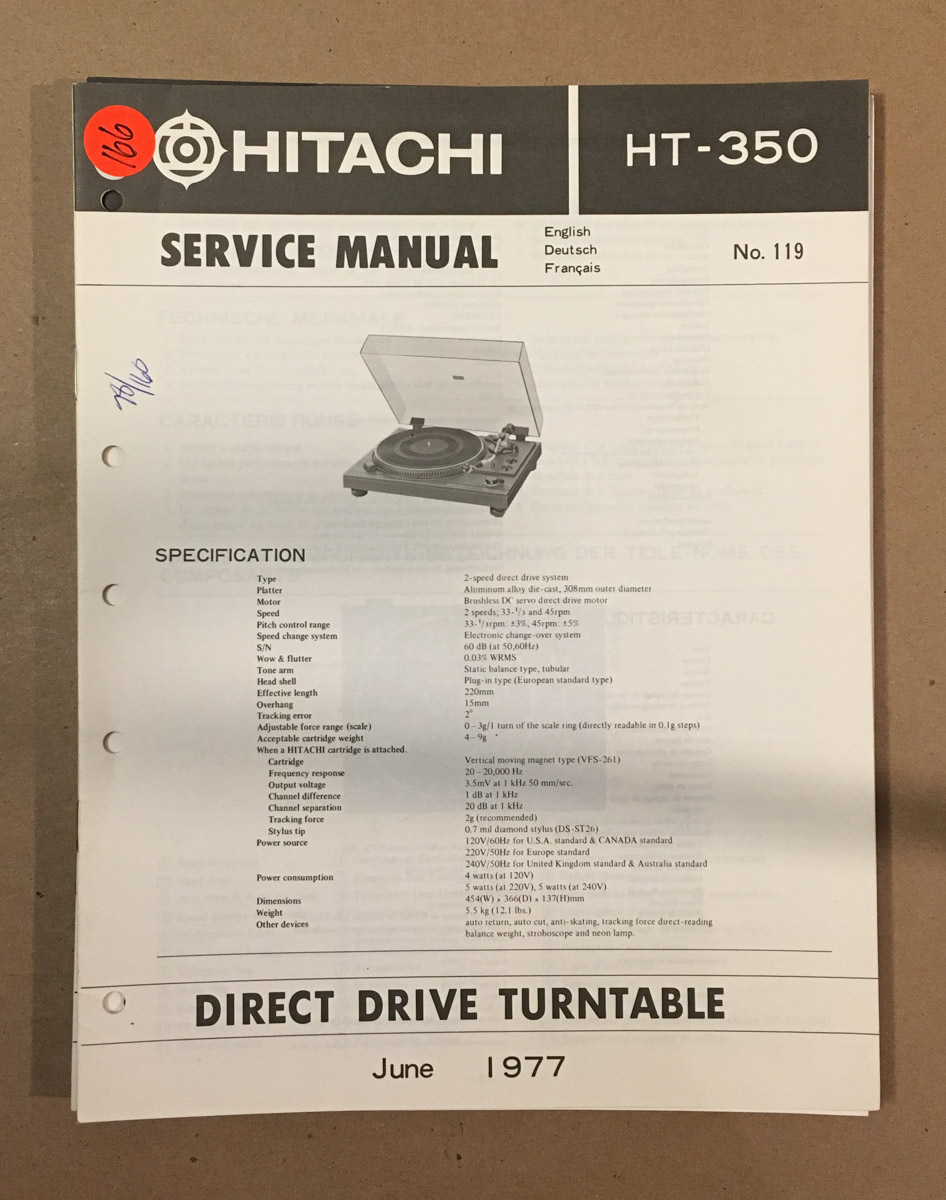 166
HITACHI
HT-350
SERVICE MANUAL
English
Deutsch
Français
No. 119
TECHNISCHE MERKMALE
78/160
SPECIFICATION
Type 2-speed direct drive system
Platter Aluminum alloy die-cast, 308mm outer diameter
Motor Brushless DC servo direct drive motor
Speed 2 speeds, 33-1/3 and 45rpm
Pitch control range 33-1/3rpm: ±3%, 45rpm: ±5%
Speed change system Electronic change-over system
S/N 60 dB (at 50,60Hz)
Wow & flutter 0.03% WRMS
Tone arm Static balance type, tubular
Head shell Plug-in type (European standard type)
Effective length 220mm
Overhang 15mm
Tracking error 2°
Adjustable force range (scale) 0–3g/1 turn of the scale ring (directly readable in 0.1g steps)
Acceptable cartridge weight 4–9g
When a HITACHI cartridge is attached.
Cartridge Vertical moving magnet type (VFS-261)
Frequency response 20–20,000 Hz
Output voltage 3.5mV at 1 kHz 50 mm/sec.
Channel difference 1 dB at 1 kHz
Channel separation 20 dB at 1 kHz
Tracking force 2g (recommended)
Stylus tip 0.7 mil diamond stylus (DS-ST26)
Power source 120V/60Hz for U.S.A. standard & CANADA standard
220V/50Hz for Europe standard
240V/50Hz for United Kingdom standard & Australia standard
Power consumption 4 watts (at 120V)
5 watts (at 220V), 5 watts (at 240V)
Dimensions 454(W) × 366(D) × 137(H)mm
Weight 5.5 kg (12.1 lbs.)
Other devices auto return, auto cut, anti-skating, tracking force direct-reading
balance weight, stroboscope and neon lamp.
DIRECT DRIVE TURNTABLE
June 1977